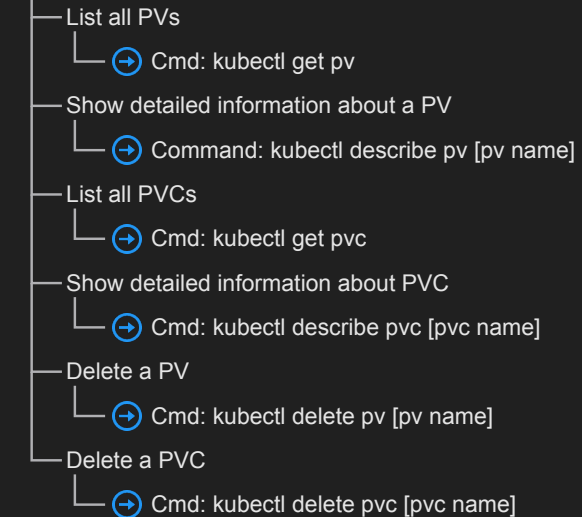 List all PVs
Cmd: kubectl get pv
Show detailed information about a PV
Command: kubectl describe pv [pv name]
List all PVCs
Cmd: kubectl get pvc
Show detailed information about PVC
Cmd: kubectl describe pvc [pvc name]
Delete a PV
Cmd: kubectl delete pv [pv name]
Delete a PVC
Cmd: kubectl delete pvc [pvc name]